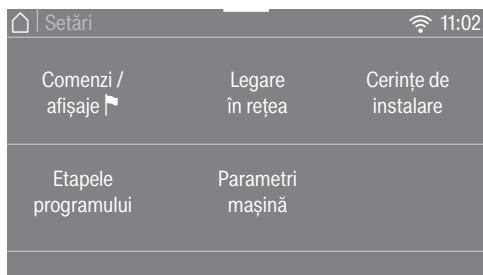 Setări
11:02
Comenzi /
afișaje
Legare
în rețea
Cerințe de
instalare
Etapele
programului
Parametri
mașină